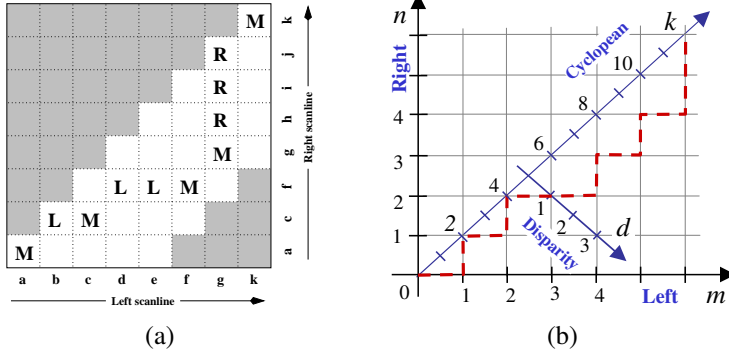 M
R
R
R
M
L
L
M
L
M
M
a
b
c
d
e
f
g
k
Left scanline
k
j
i
h
g
f
c
a
Right scanline
(a)
n
k
Right
Cyclopean
10
8
6
4
2
4
3
2
1
1
2
3
d
Disparity
0
1
2
3
4
Left
m
(b)